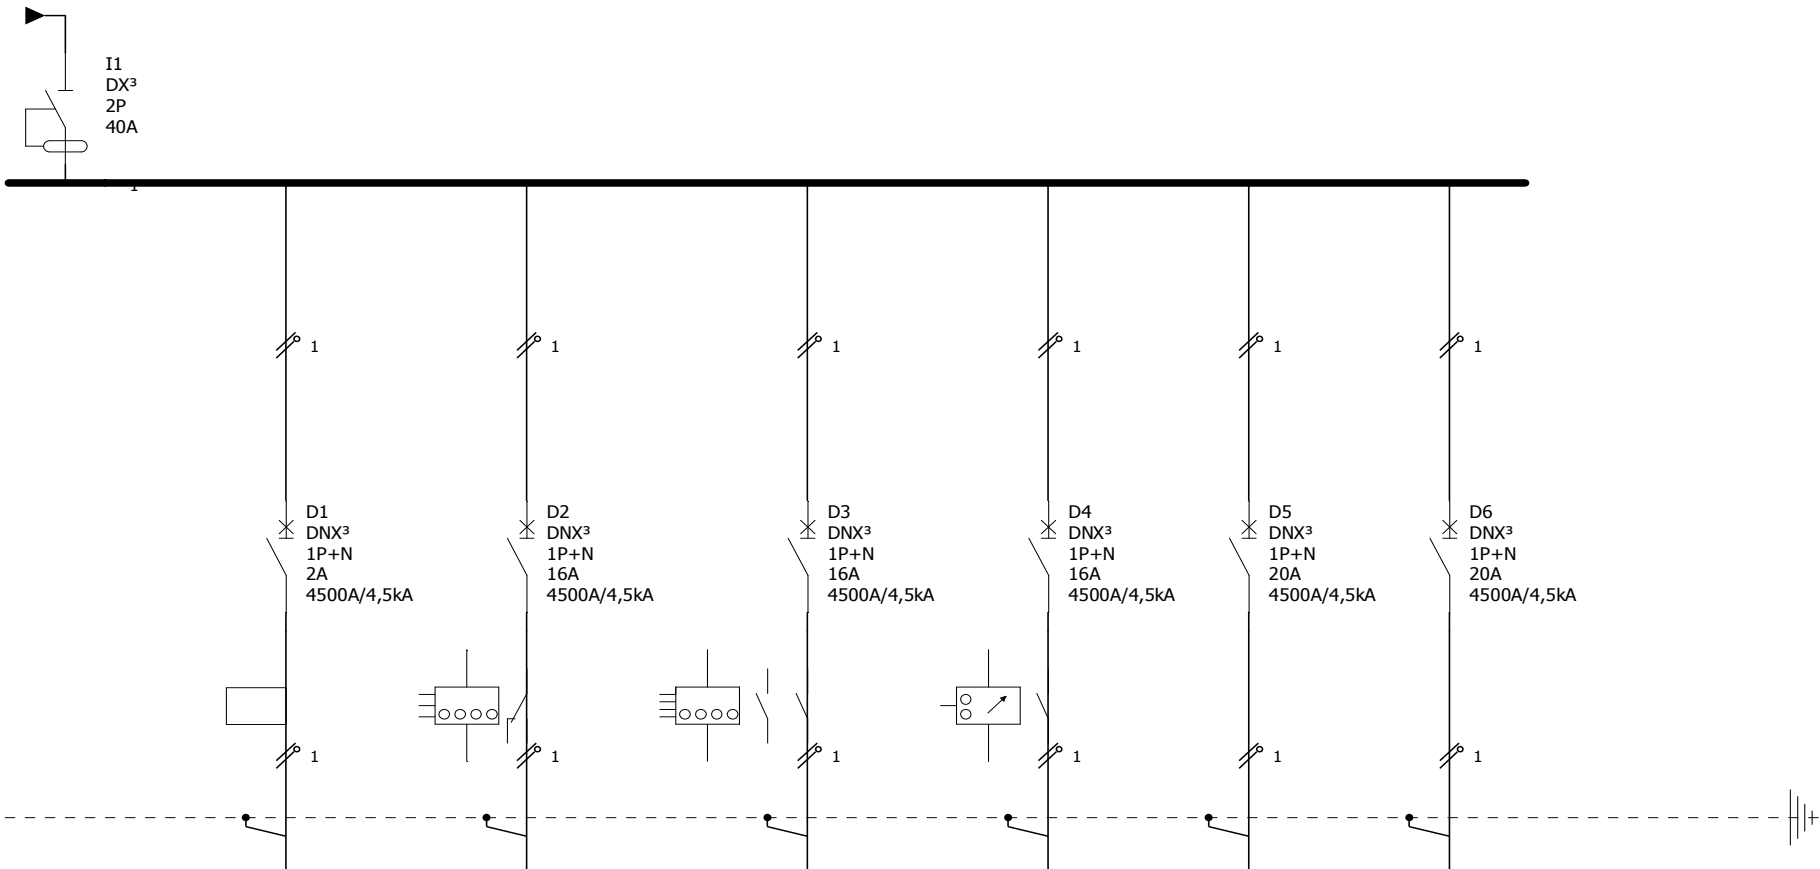 I1
DX³
2P
40A
1
1
1
1
1
1
1
D1
DNX³
1P+N
2A
4500A/4,5kA
D2
DNX³
1P+N
16A
4500A/4,5kA
D3
DNX³
1P+N
16A
4500A/4,5kA
D4
DNX³
1P+N
16A
4500A/4,5kA
D5
DNX³
1P+N
20A
4500A/4,5kA
D6
DNX³
1P+N
20A
4500A/4,5kA
1
1
1
1
1
1